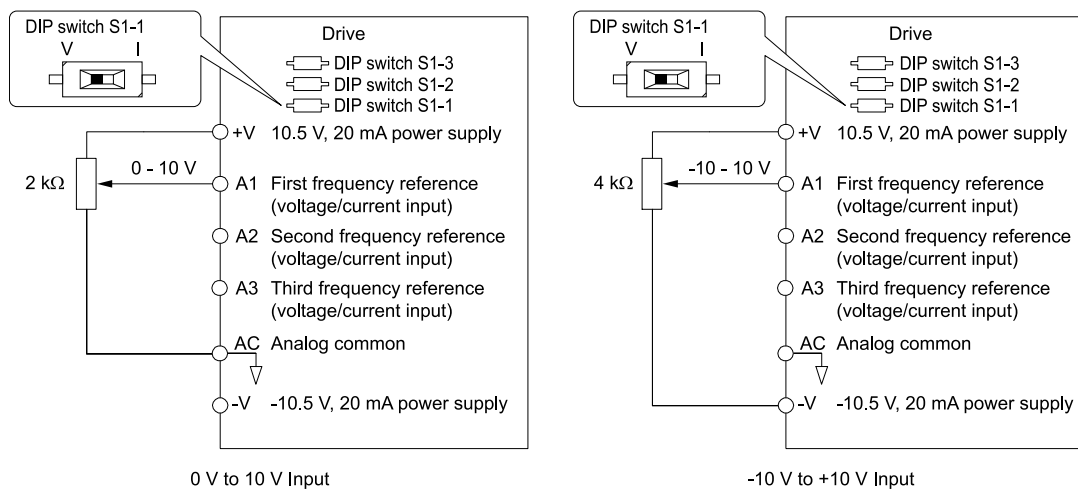 DIP switch S1-1
V I
Drive
DIP switch S1-3
DIP switch S1-2
DIP switch S1-1
+V 10.5 V, 20 mA power supply
2 kΩ
0 - 10 V
A1 First frequency reference
(voltage/current input)
A2 Second frequency reference
(voltage/current input)
A3 Third frequency reference
(voltage/current input)
AC Analog common
-V -10.5 V, 20 mA power supply
0 V to 10 V Input
DIP switch S1-1
V I
Drive
DIP switch S1-3
DIP switch S1-2
DIP switch S1-1
+V 10.5 V, 20 mA power supply
4 kΩ
-10 - 10 V
A1 First frequency reference
(voltage/current input)
A2 Second frequency reference
(voltage/current input)
A3 Third frequency reference
(voltage/current input)
AC Analog common
-V -10.5 V, 20 mA power supply
-10 V to +10 V Input